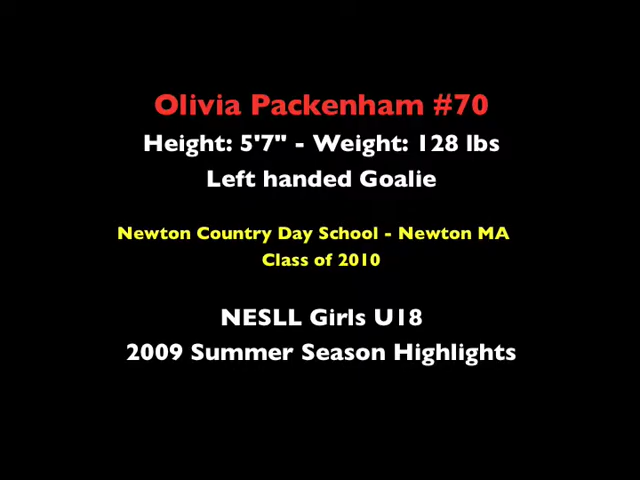 Olivia Packenham #70
Height: 5'7" - Weight: 128 lbs
Left handed Goalie
Newton Country Day School - Newton MA
Class of 2010
NESLL Girls U18
2009 Summer Season Highlights